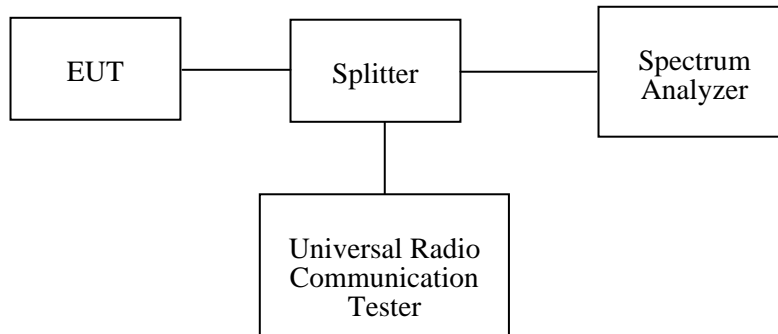 EUT
Splitter
Spectrum
Analyzer
Universal Radio
Communication
Tester